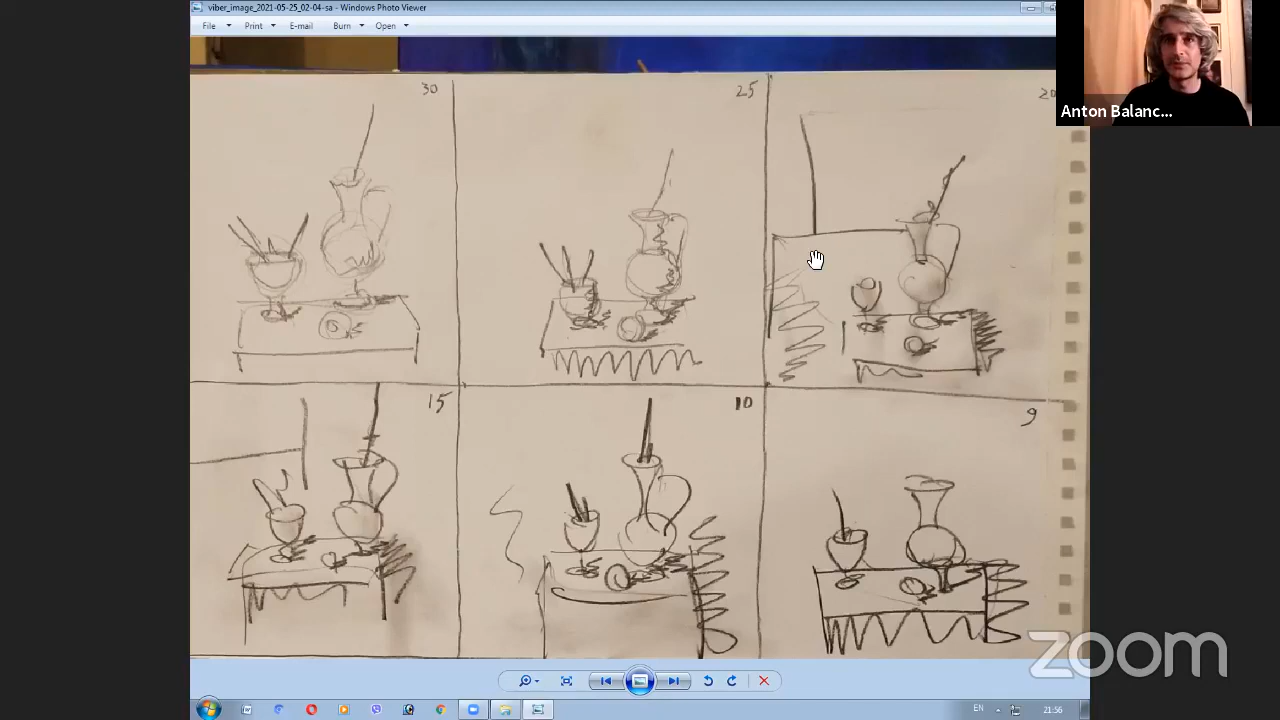 viber_image_2021-05-25_02-04-sa - Windows Photo Viewer
File Print E-mail Burn Open
30
25
20
Anton Balanc...
15
10
9
zoom
EN
21:56